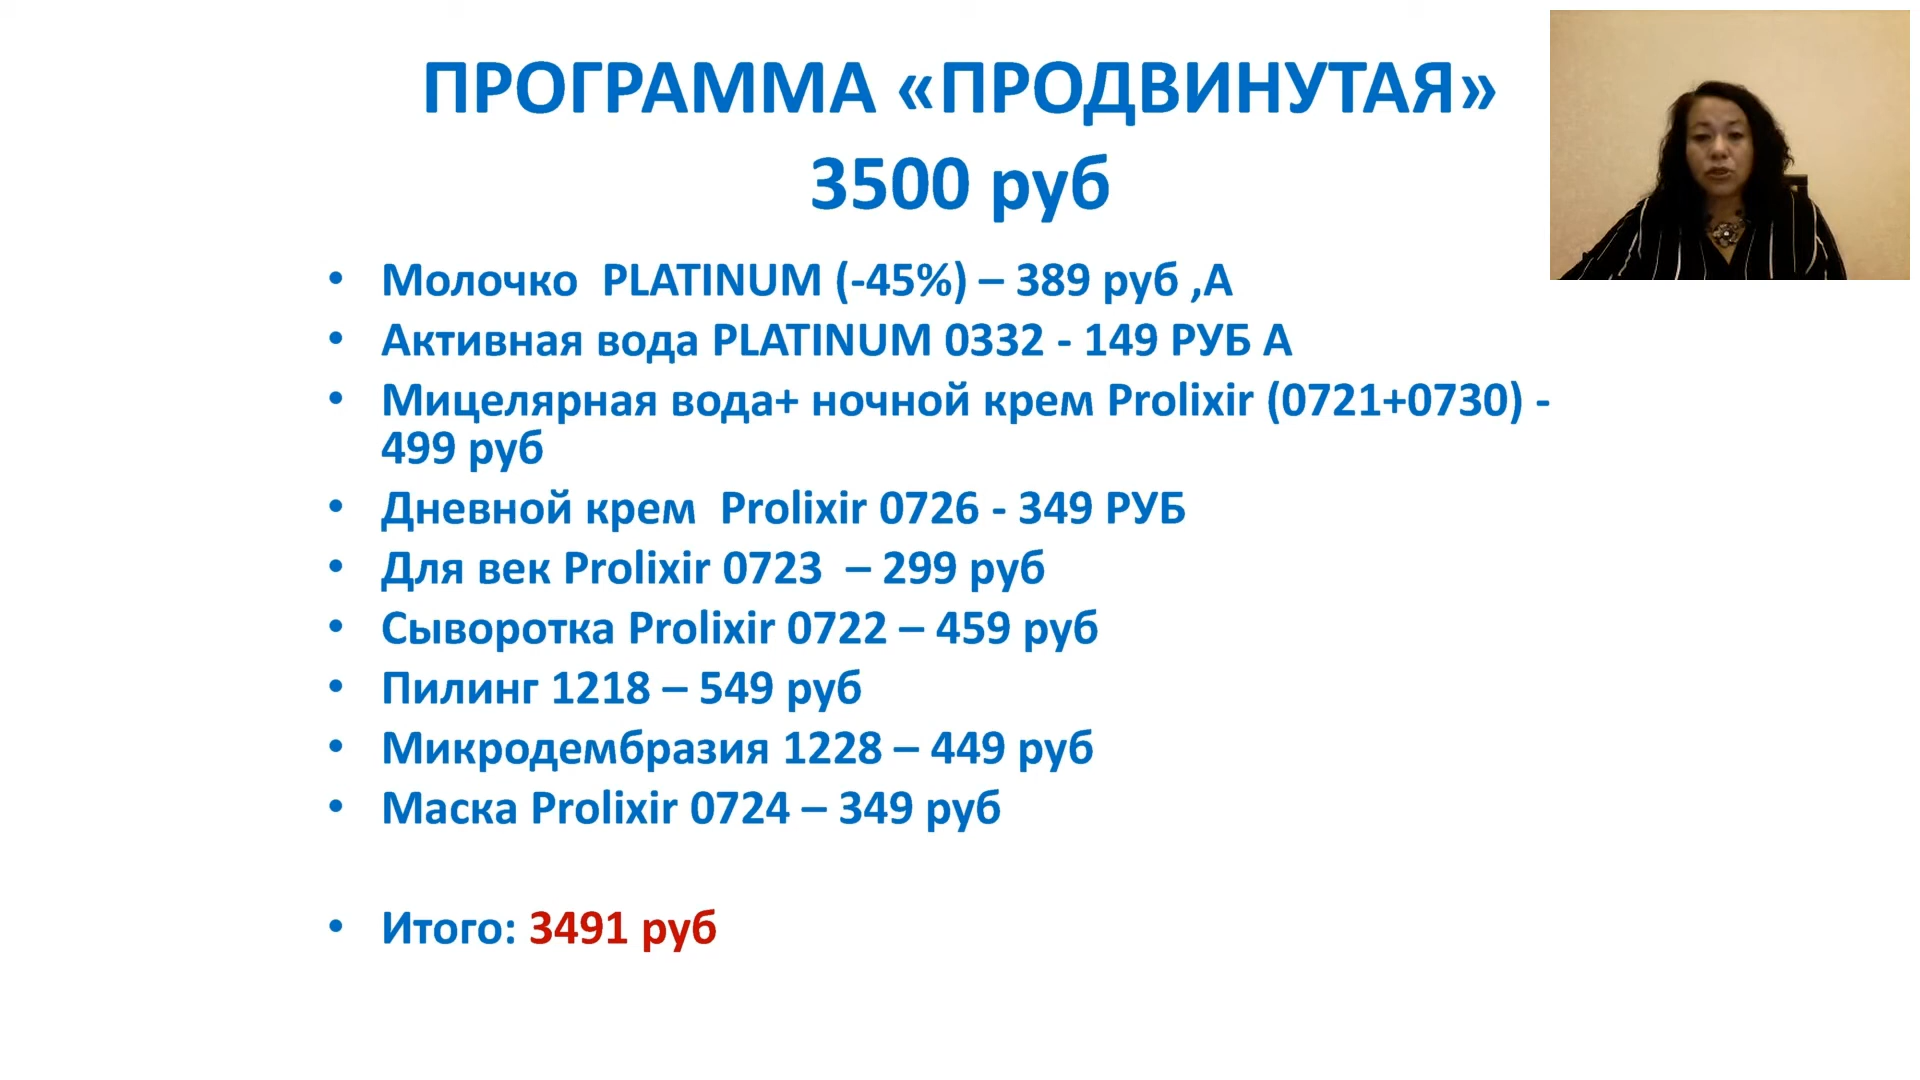 ПРОГРАММА «ПРОДВИНУТАЯ»
3500 руб
• Молочко PLATINUM (-45%) – 389 руб ,А
• Активная вода PLATINUM 0332 - 149 РУБ А
• Мицелярная вода+ ночной крем Prolixir (0721+0730) -
499 руб
• Дневной крем Prolixir 0726 - 349 РУБ
• Для век Prolixir 0723 – 299 руб
• Сыворотка Prolixir 0722 – 459 руб
• Пилинг 1218 – 549 руб
• Микродембразия 1228 – 449 руб
• Маска Prolixir 0724 – 349 руб
• Итого: 3491 руб